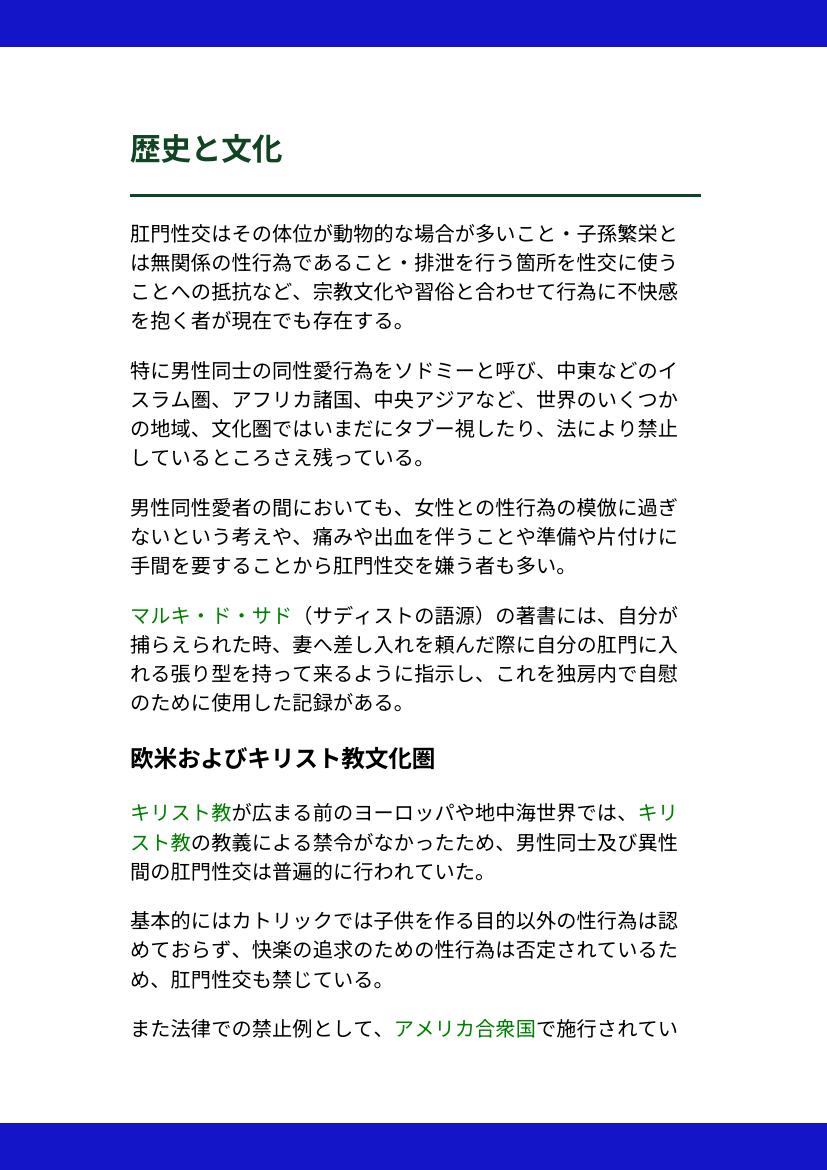 歴史と文化
肛門性交はその体位が動物的な場合が多いこと・子孫繁栄と
は無関係の性行為であること・排泄を行う箇所を性交に使う
ことへの抵抗など、宗教文化や習俗と合わせて行為に不快感
を抱く者が現在でも存在する。
特に男性同士の同性愛行為をソドミーと呼び、中東などのイ
スラム圏、アフリカ諸国、中央アジアなど、世界のいくつか
の地域、文化圏ではいまだにタブー視したり、法により禁止
しているところさえ残っている。
男性同性愛者の間においても、女性との性行為の模倣に過ぎ
ないという考えや、痛みや出血を伴うことや準備や片付けに
手間を要することから肛門性交を嫌う者も多い。
マルキ・ド・サド（サディストの語源）の著書には、自分が
捕らえられた時、妻へ差し入れを頼んだ際に自分の肛門に入
れる張り型を持って来るように指示し、これを独房内で自慰
のために使用した記録がある。
欧米およびキリスト教文化圏
キリスト教が広まる前のヨーロッパや地中海世界では、キリ
スト教の教義による禁令がなかったため、男性同士及び異性
間の肛門性交は普遍的に行われていた。
基本的にはカトリックでは子供を作る目的以外の性行為は認
めておらず、快楽の追求のための性行為は否定されているた
め、肛門性交も禁じている。
また法律での禁止例として、アメリカ合衆国で施行されてい